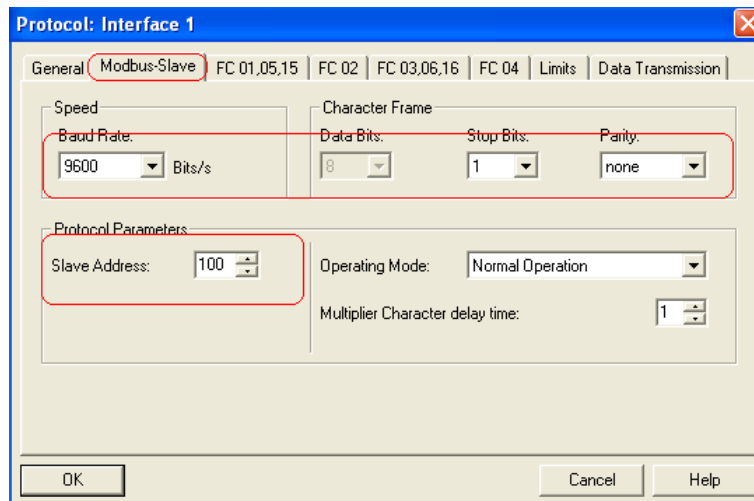 Protocol: Interface 1
General Modbus-Slave FC 01,05,15 FC 02 FC 03,06,16 FC 04 Limits Data Transmission
Speed Character Frame
Baud Rate: Data Bits: Stop Bits: Parity:
9600 Bits/s 8 1 none
Protocol Parameters
Slave Address: 100 Operating Mode: Normal Operation
Multiplier Character delay time: 1
OK Cancel Help